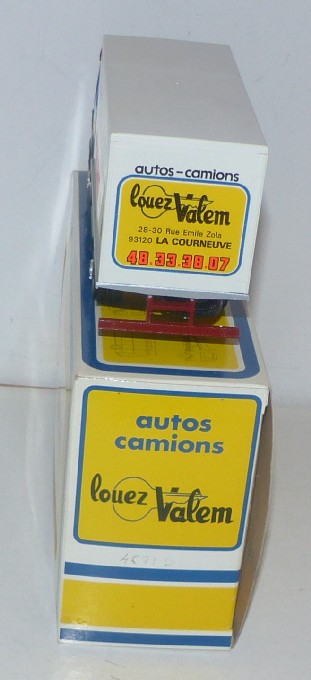 autos-camions
louez Valem
28-30 Rue Emile Zola
93120 LA COURNEUVE
48.33.38.07
autos
camions
louez Valem